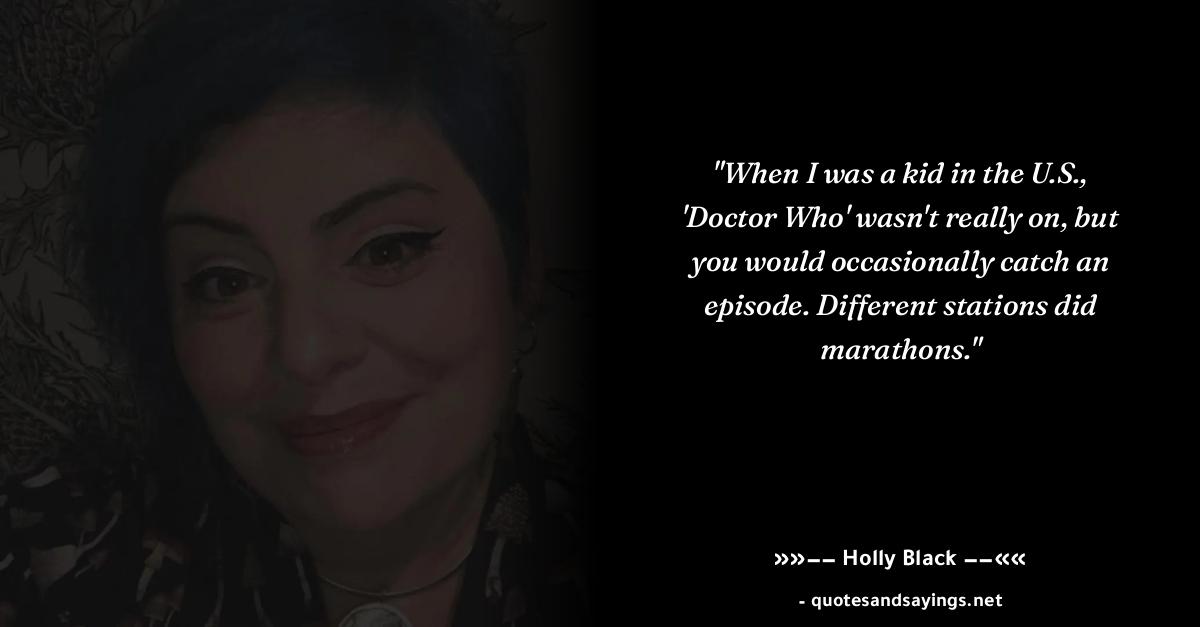 "When I was a kid in the U.S.,
'Doctor Who' wasn't really on, but
you would occasionally catch an
episode. Different stations did
marathons."
»»—— Holly Black ——««
- quotesandsayings.net